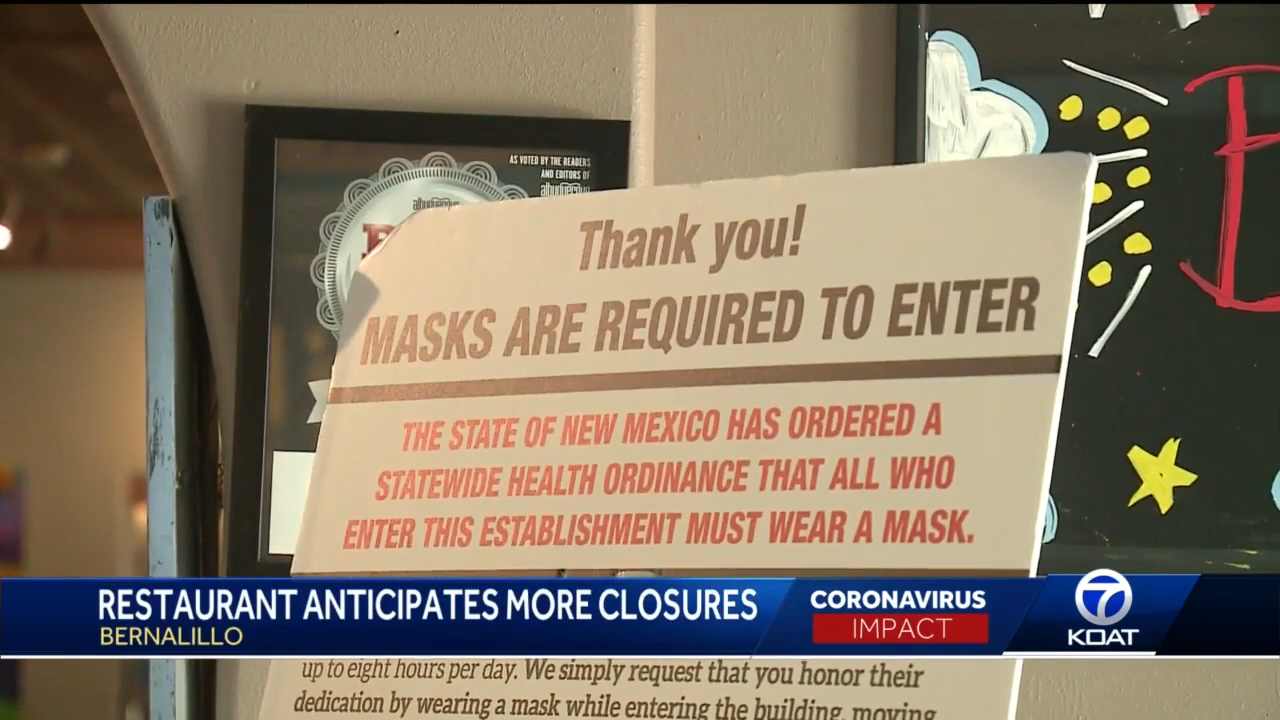 AS VOTED BY THE READERS
AND EDITORS OF
albuquerque
albuquerque
Thank you!
MASKS ARE REQUIRED TO ENTER
THE STATE OF NEW MEXICO HAS ORDERED A
STATEWIDE HEALTH ORDINANCE THAT ALL WHO
ENTER THIS ESTABLISHMENT MUST WEAR A MASK.
RESTAURANT ANTICIPATES MORE CLOSURES
BERNALILLO
CORONAVIRUS
IMPACT
7
KOAT
up to eight hours per day. We simply request that you honor their
dedication by wearing a mask while entering the building, moving